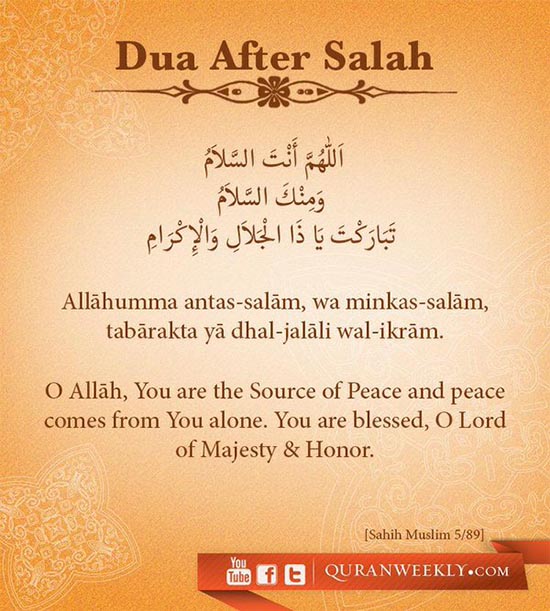 Dua After Salah
اَللّٰهُمَّ أَنْتَ السَّلاَمُ
وَمِنْكَ السَّلاَمُ
تَبَارَكْتَ يَا ذَا الْجَلَالِ وَالْإِكْرَامِ
Allāhumma antas-salām, wa minkas-salām,
tabārakta yā dhal-jalāli wal-ikrām.
O Allāh, You are the Source of Peace and peace
comes from You alone. You are blessed, O Lord
of Majesty & Honor.
[Sahih Muslim 5/89]
You Tube f t QURANWEEKLY•COM